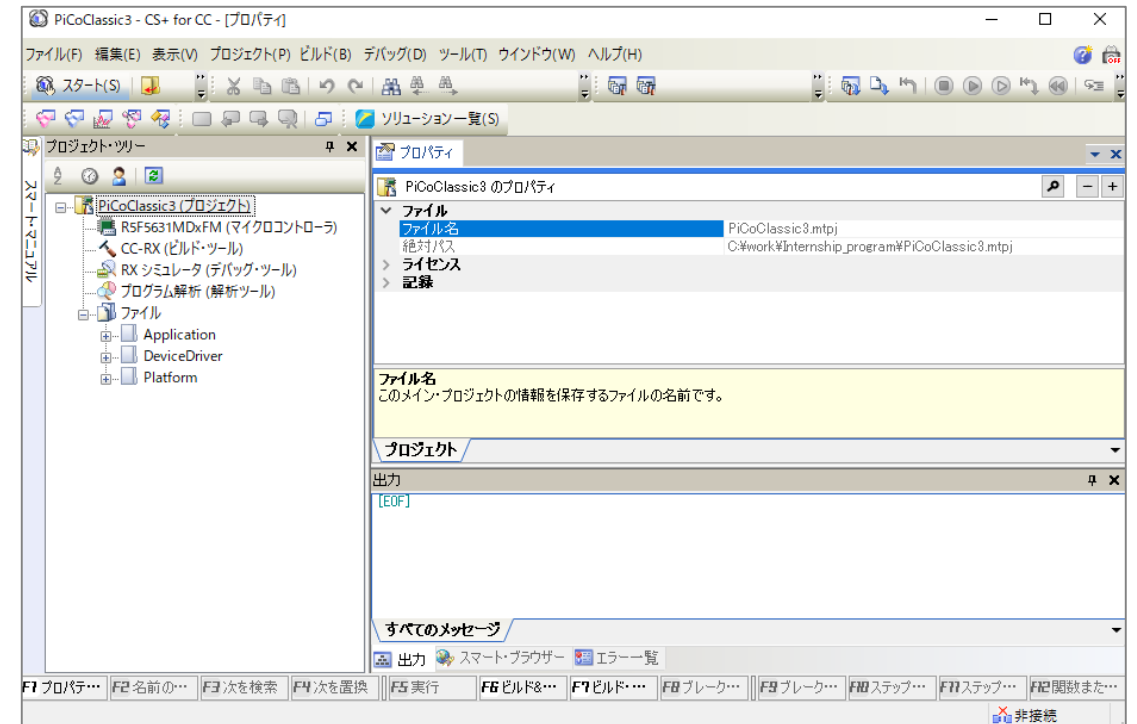 PiCoClassic3 - CS+ for CC - [プロパティ]
ファイル(F) 編集(E) 表示(V) プロジェクト(P) ビルド(B) デバッグ(D) ツール(T) ウインドウ(W) ヘルプ(H)
スタート(S)
ソリューション一覧(S)
スマート・マニュアル
プロジェクト・ツリー
PiCoClassic3 (プロジェクト)
R5F5631MDxFM (マイクロコントローラ)
CC-RX (ビルド・ツール)
RX シミュレータ (デバッグ・ツール)
プログラム解析 (解析ツール)
ファイル
Application
DeviceDriver
Platform
プロパティ
PiCoClassic3 のプロパティ
ファイル
ファイル名 PiCoClassic3.mtpj
絶対パス C:¥work¥Internship_program¥PiCoClassic3.mtpj
ライセンス
記録
ファイル名
このメイン・プロジェクトの情報を保存するファイルの名前です。
プロジェクト
出力
[EOF]
すべてのメッセージ
出力 スマート・ブラウザー エラー一覧
F1 プロパテ… F2 名前の… F3 次を検索 F4 次を置換 F5 実行 F6 ビルド&… F7 ビルド・… F8 ブレーク… F9 ブレーク… F10 ステップ… F11 ステップ… F12 関数また…
非接続